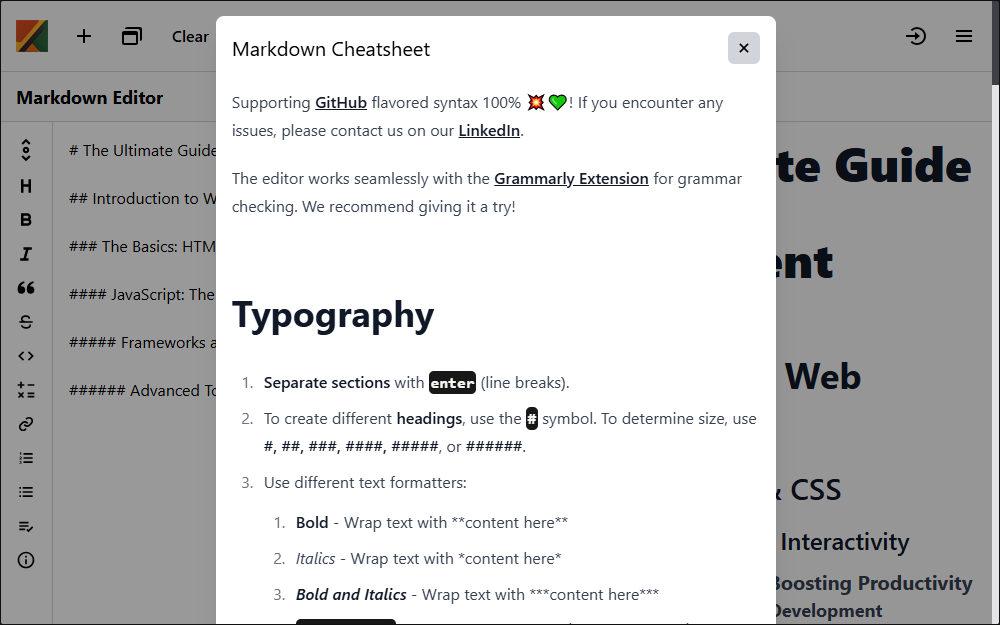 Clear
Markdown Cheatsheet
Markdown Editor
Supporting GitHub flavored syntax 100% 💥💚! If you encounter any
issues, please contact us on our LinkedIn.
The editor works seamlessly with the Grammarly Extension for grammar
checking. We recommend giving it a try!
Typography
1. Separate sections with enter (line breaks).
2. To create different headings, use the # symbol. To determine size, use
#, ##, ###, ####, #####, or ######.
3. Use different text formatters:
1. Bold - Wrap text with **content here**
2. Italics - Wrap text with *content here*
3. Bold and Italics - Wrap text with ***content here***
# The Ultimate Guide
## Introduction to W
### The Basics: HTM
#### JavaScript: The
##### Frameworks a
###### Advanced To
te Guide
ent
Web
& CSS
Interactivity
Boosting Productivity
Development